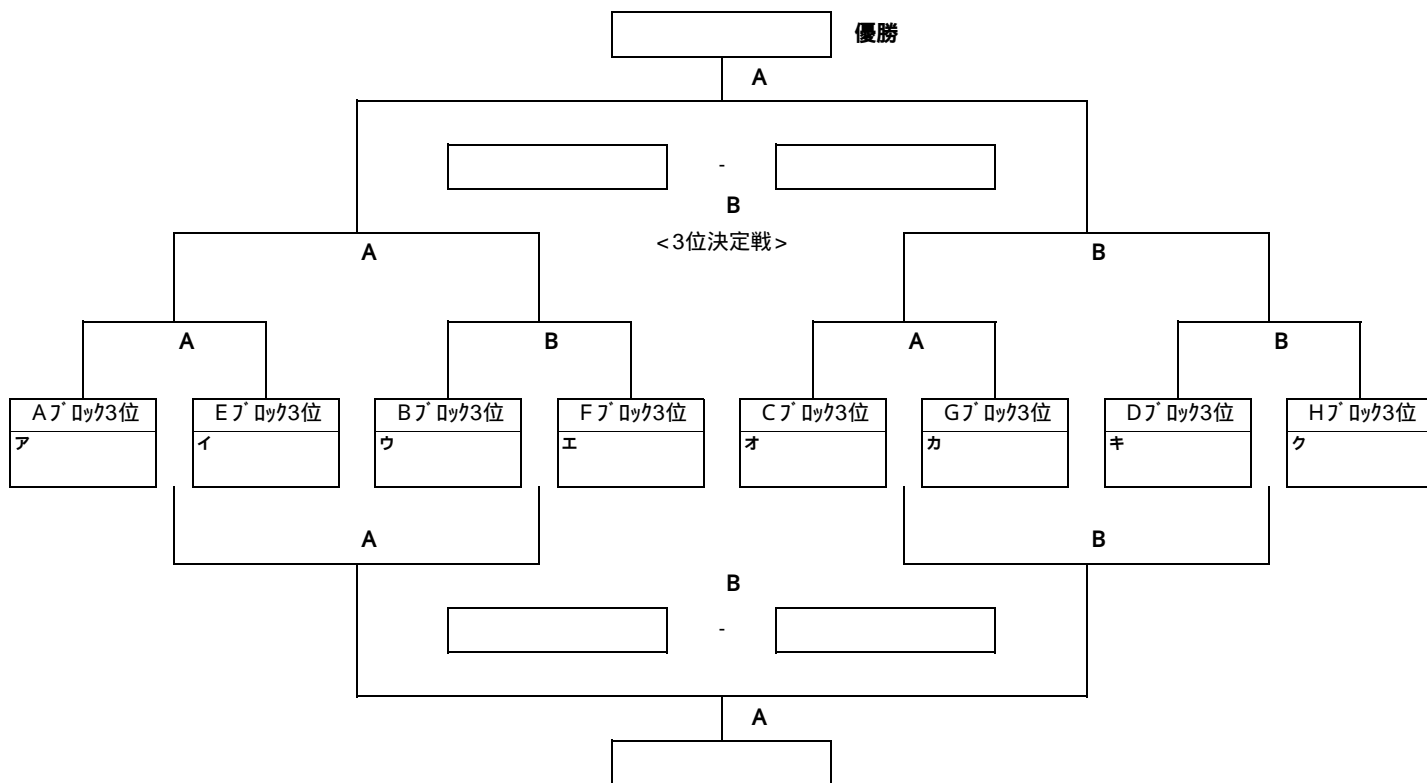 優勝
A
-
B
<3位決定戦>
A
B
A
B
A
B
Aブロック3位
Eブロック3位
Bブロック3位
Fブロック3位
Cブロック3位
Gブロック3位
Dブロック3位
Hブロック3位
ア
イ
ウ
エ
オ
カ
キ
ク
A
B
B
-
A